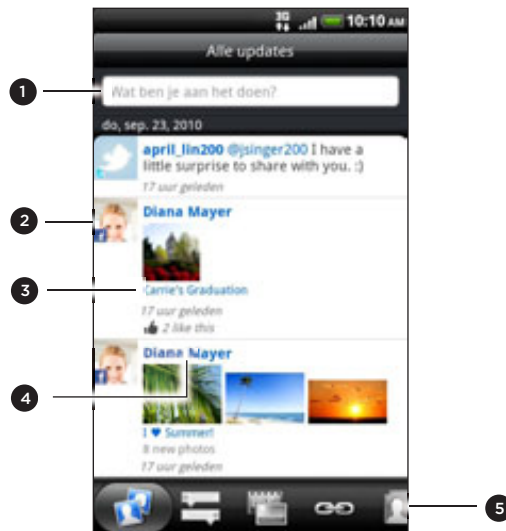 3G 10:10 AM
Alle updates
1 Wat ben je aan het doen?
do, sep. 23, 2010
april_lin200 @jsinger200 I have a
little surprise to share with you. :)
17 uur geleden
2 Diana Mayer
3 Carrie's Graduation
17 uur geleden
2 like this
Diana Mayer
4
I ♥ Summer!
8 new photos
17 uur geleden
5